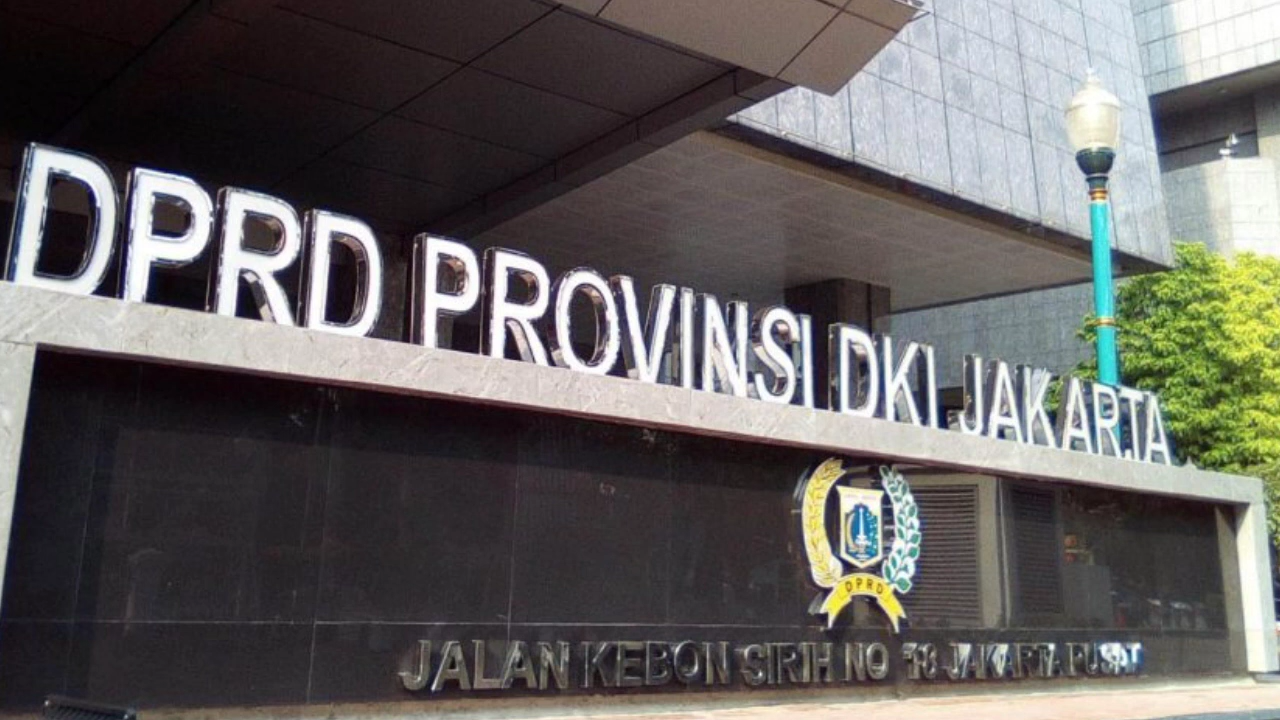 DPRD PROVINSI DKI JAKARTA
DPRD
JALAN KEBON SIRIH NO 18 JAKARTA PUSAT